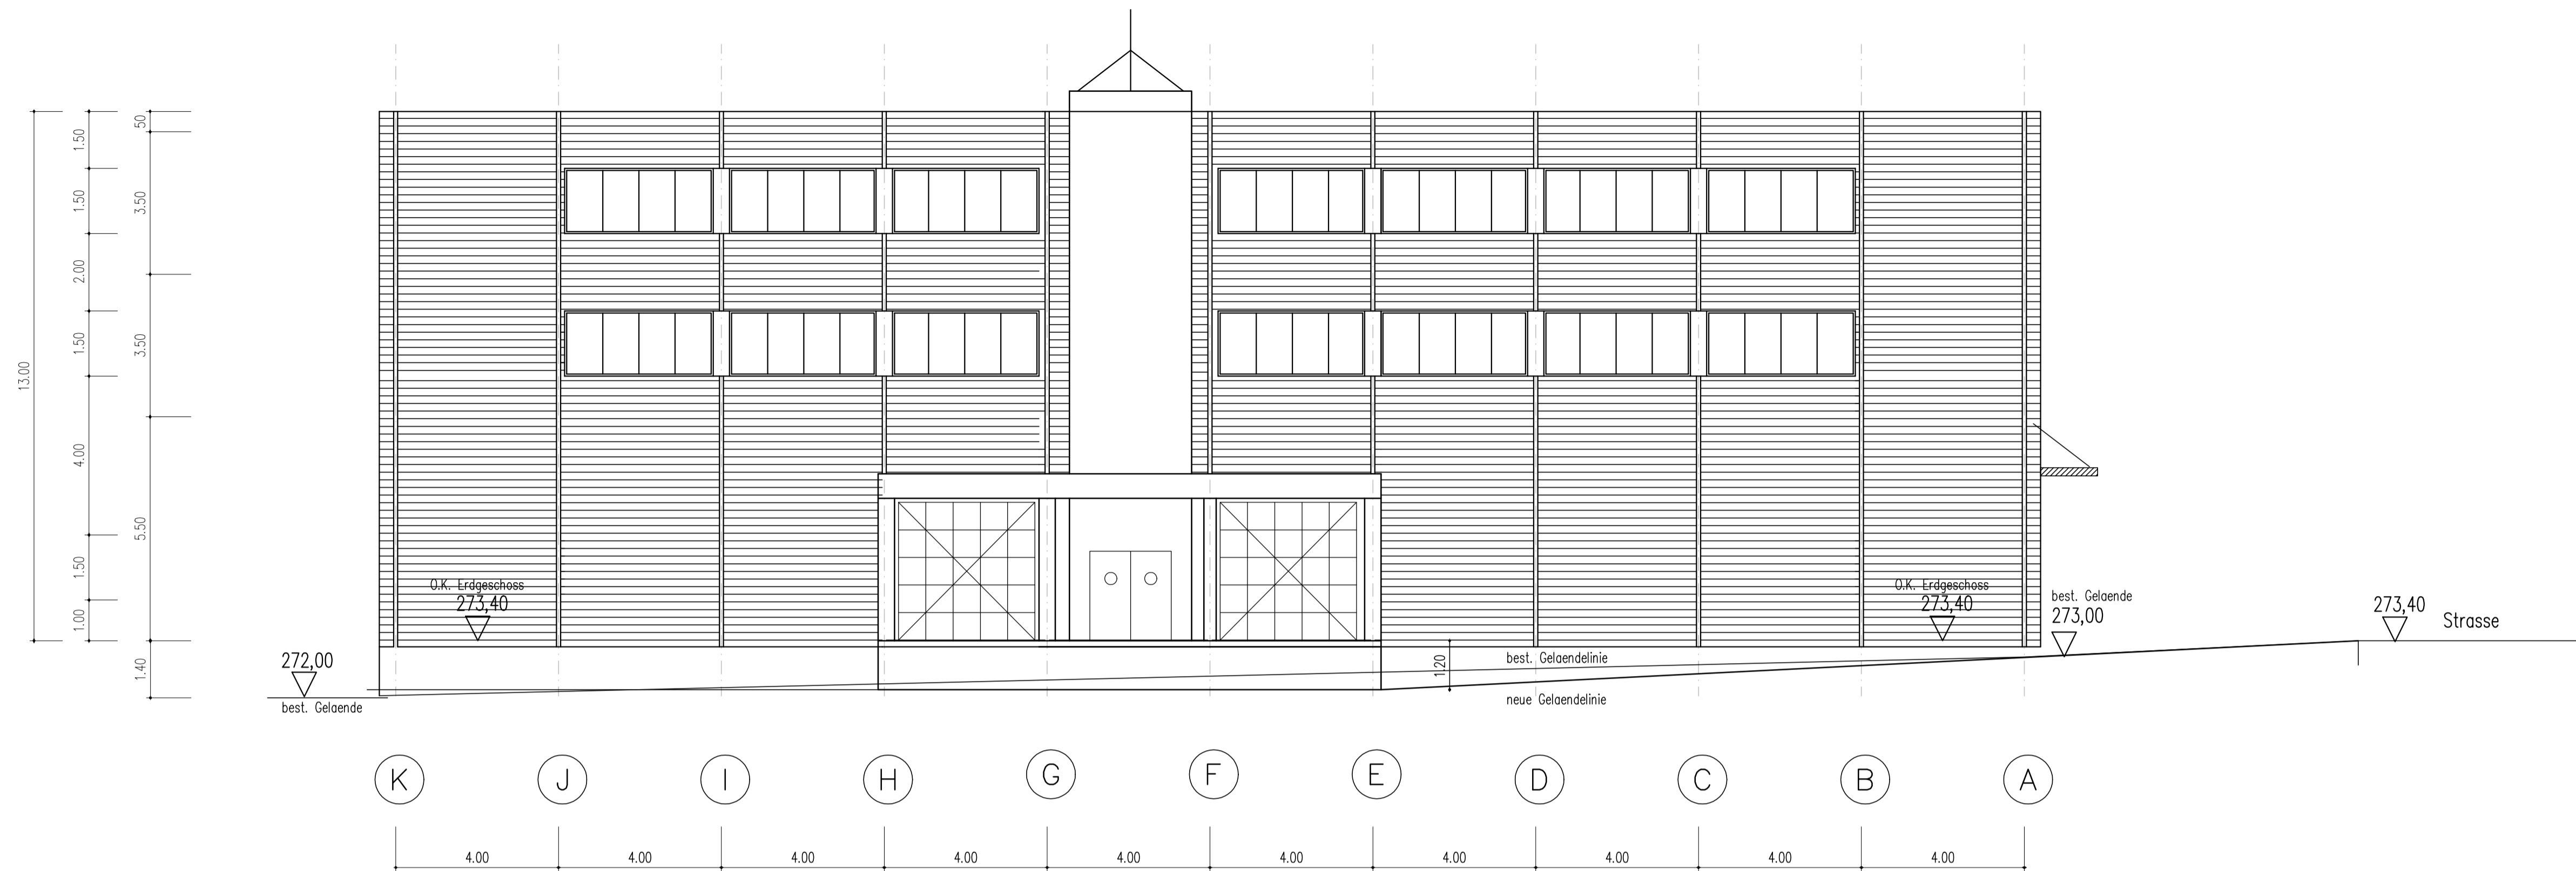 50
1.50
1.50
3.50
2.00
1.50
3.50
13.00
4.00
5.50
1.50
1.00
1.40
O.K. Erdgeschoss
273,40
O.K. Erdgeschoss
273,40
best. Gelaende
273,00
273,40
Strasse
272,00
best. Gelaende
1.20
best. Gelaendelinie
neue Gelaendelinie
K J I H G F E D C B A
4.00 4.00 4.00 4.00 4.00 4.00 4.00 4.00 4.00 4.00